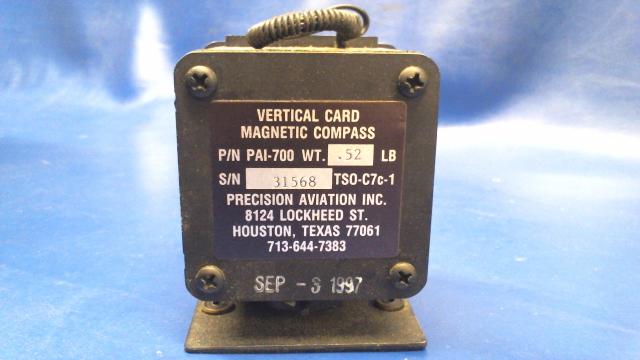 VERTICAL CARD
MAGNETIC COMPASS
P/N PAI-700 WT. .52 LB
S/N 31568 TSO-C7c-1
PRECISION AVIATION INC.
8124 LOCKHEED ST.
HOUSTON, TEXAS 77061
713-644-7383
SEP - 3 1997